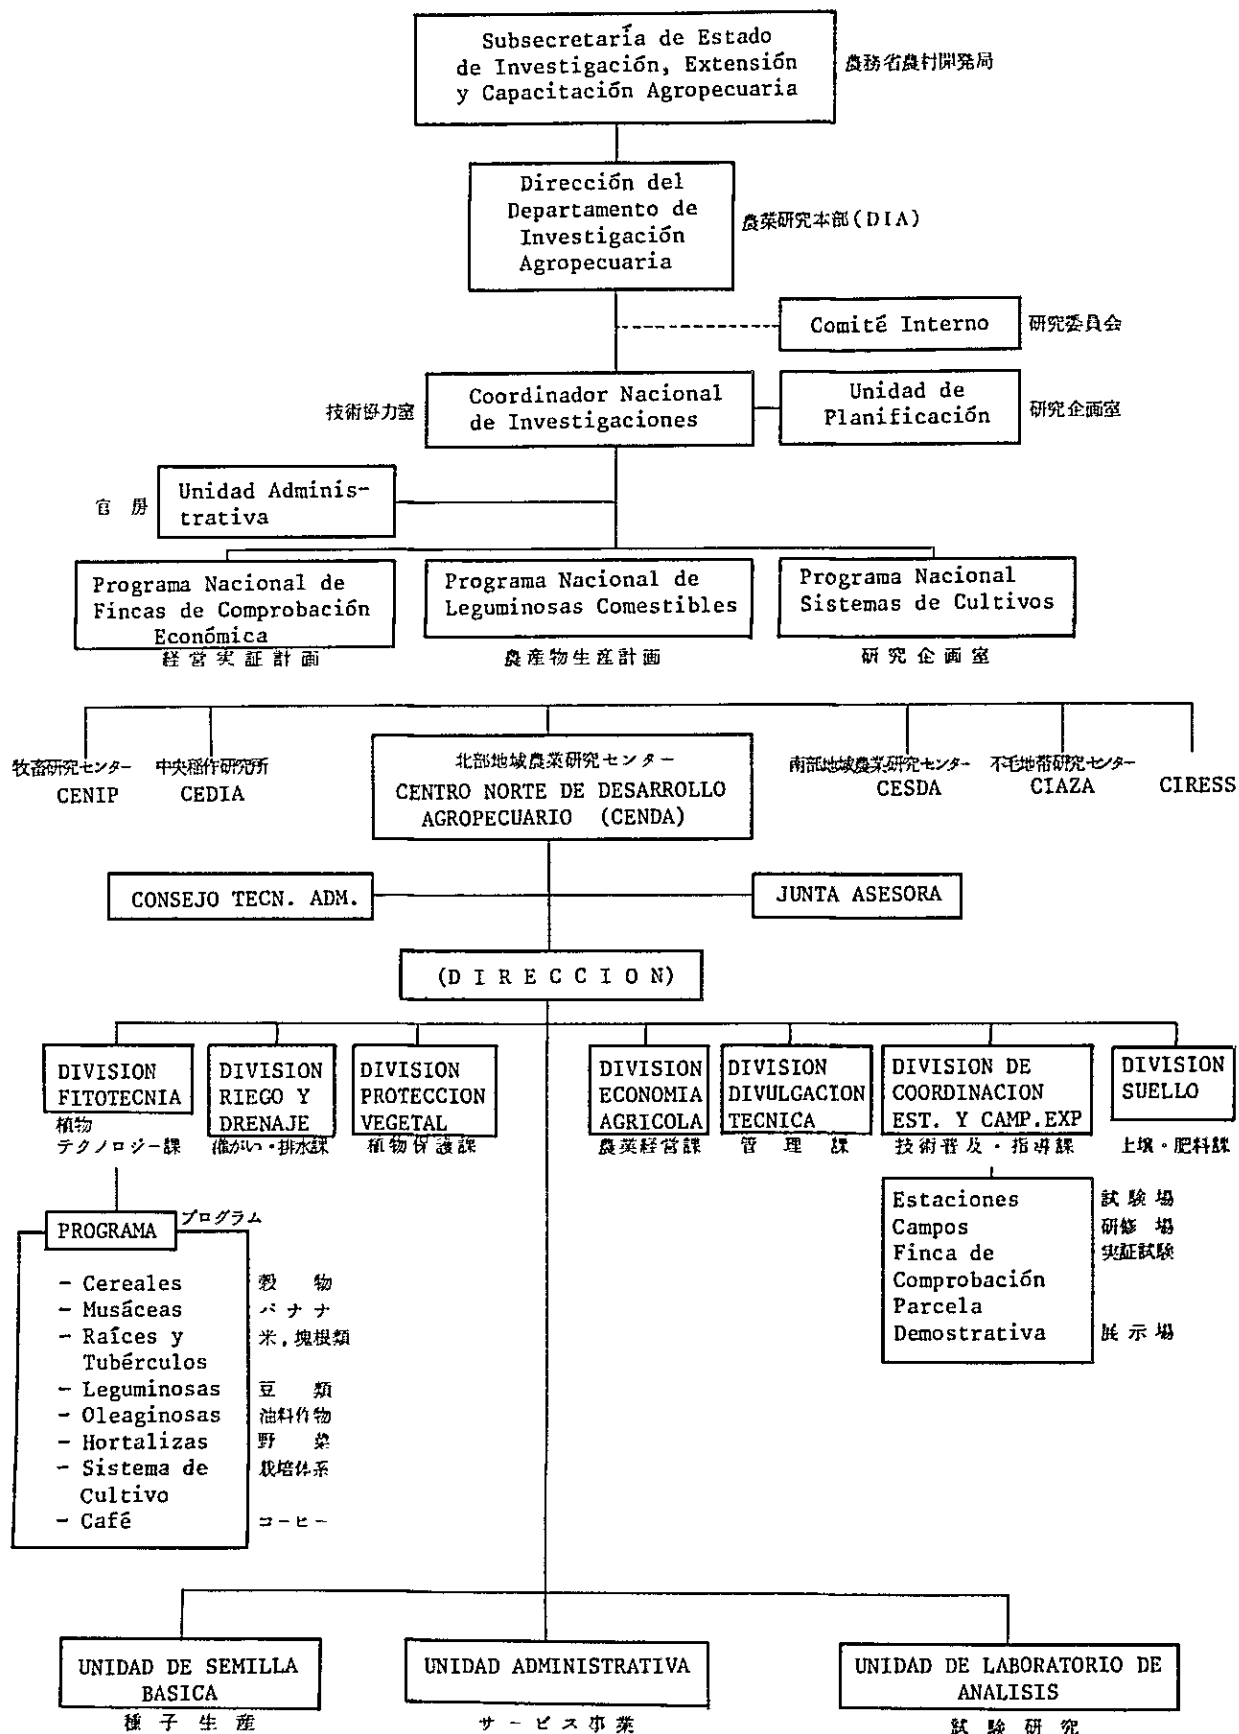 Subsecretaría de Estado
de Investigación, Extensión
y Capacitación Agropecuaria
農務省農村開発局
Dirección del
Departamento de
Investigación
Agropecuaria
農業研究本部(DIA)
Comité Interno
研究委員会
技術協力室
Coordinador Nacional
de Investigaciones
Unidad de
Planificación
研究企画室
官房
Unidad Adminis-
trativa
Programa Nacional de
Fincas de Comprobación
Económica
経営実証計画
Programa Nacional de
Leguminosas Comestibles
農産物生産計画
Programa Nacional
Sistemas de Cultivos
研究企画室
牧畜研究センター
CENIP
中央稲作研究所
CEDIA
北部地域農業研究センター
CENTRO NORTE DE DESARROLLO
AGROPECUARIO (CENDA)
南部地域農業研究センター
CESDA
不毛地帯研究センター
CIAZA
CIRESS
CONSEJO TECN. ADM.
JUNTA ASESORA
(DIRECCION)
DIVISION
FITOTECNIA
植物
テクノロジー課
DIVISION
RIEGO Y
DRENAJE
灌がい・排水課
DIVISION
PROTECCION
VEGETAL
植物保護課
DIVISION
ECONOMIA
AGRICOLA
農業経営課
DIVISION
DIVULGACION
TECNICA
管理課
DIVISION DE
COORDINACION
EST. Y CAMP.EXP
技術普及・指導課
DIVISION
SUELLO
土壌・肥料課
PROGRAMA
プログラム
- Cereales 穀物
- Musáceas バナナ
- Raíces y 米,塊根類
Tubérculos
- Leguminosas 豆類
- Oleaginosas 油料作物
- Hortalizas 野菜
- Sistema de 栽培体系
Cultivo
- Café コーヒー
Estaciones 試験場
Campos 研修場
Finca de 実証試験
Comprobación
Parcela
Demostrativa 展示場
UNIDAD DE SEMILLA
BASICA
種子生産
UNIDAD ADMINISTRATIVA
サービス事業
UNIDAD DE LABORATORIO DE
ANALISIS
試験研究